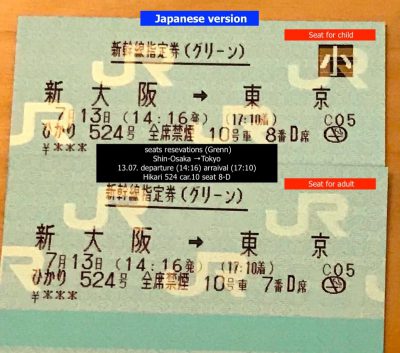 Japanese version
Seat for child
新幹線指定券(グリーン)
小
新大阪 → 東京
7月13日(14:16発) (17:10着) C05
ひかり 524号 全席禁煙 10号車 8番D席
¥***
seats resevations (Grenn)
Shin-Osaka →Tokyo
13.07. departure (14:16) arraival (17:10)
Hikari 524 car.10 seat 8-D
Seat for adult
新幹線指定券(グリーン)
新大阪 → 東京
7月13日(14:16発) (17:10着) C05
ひかり 524号 全席禁煙 10号車 7番D席
¥***
JR